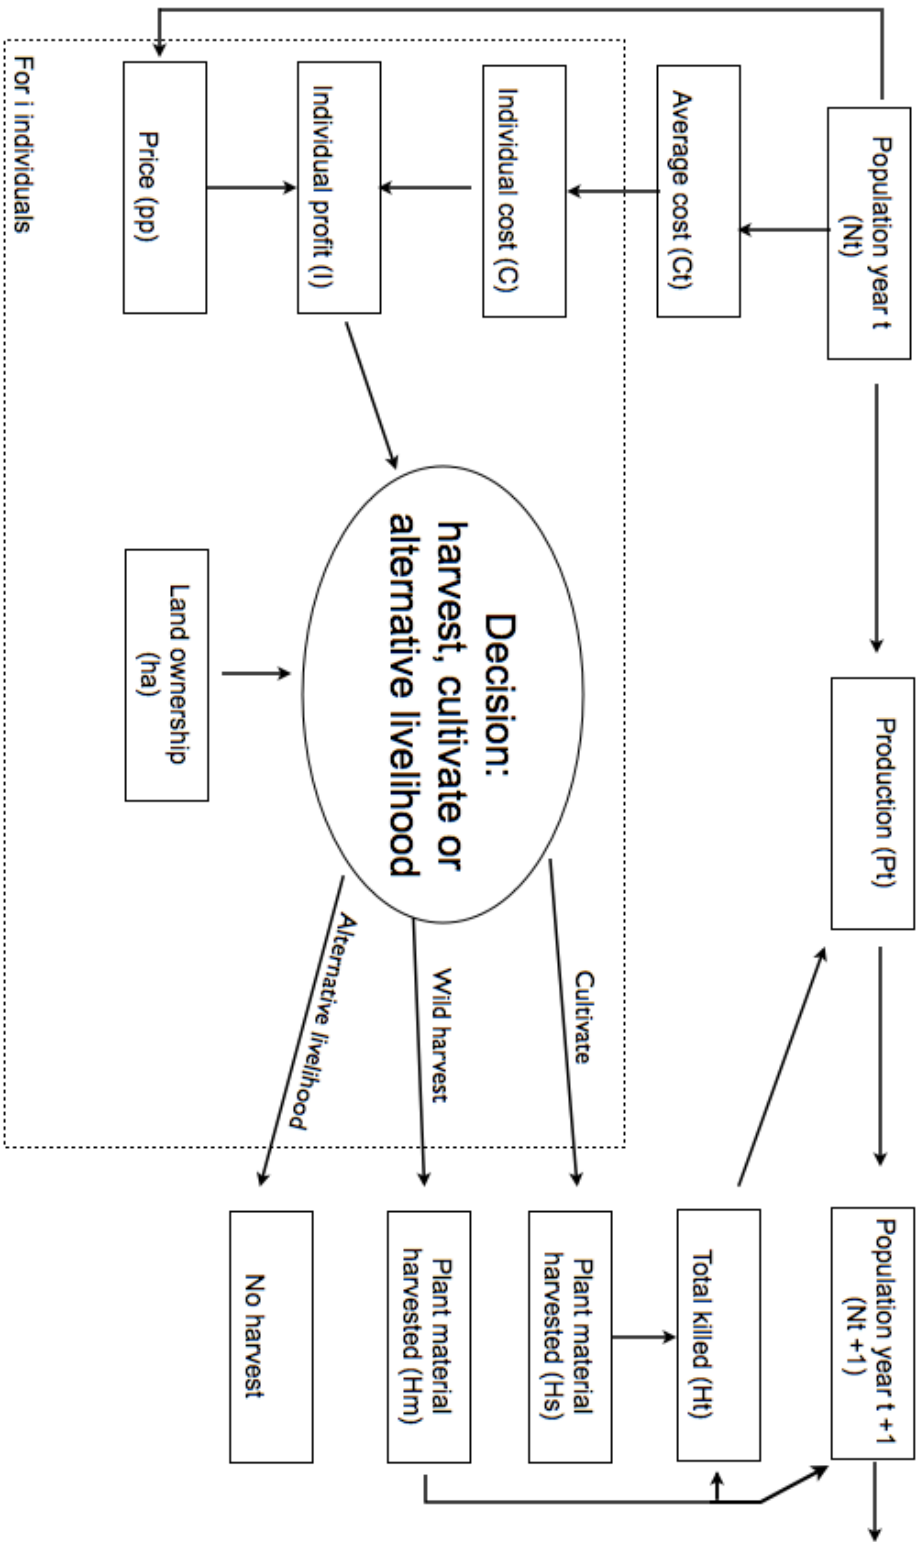 Population year t
(Nt)
Production (Pt)
Population year t +1
(Nt +1)
Average cost (Ct)
Total killed (Ht)
Individual cost (C)
Cultivate
Plant material
harvested (Hs)
Decision:
harvest, cultivate or
alternative livelihood
Wild harvest
Plant material
harvested (Hm)
Individual profit (I)
Alternative livelihood
No harvest
Price (pp)
Land ownership
(ha)
For i individuals